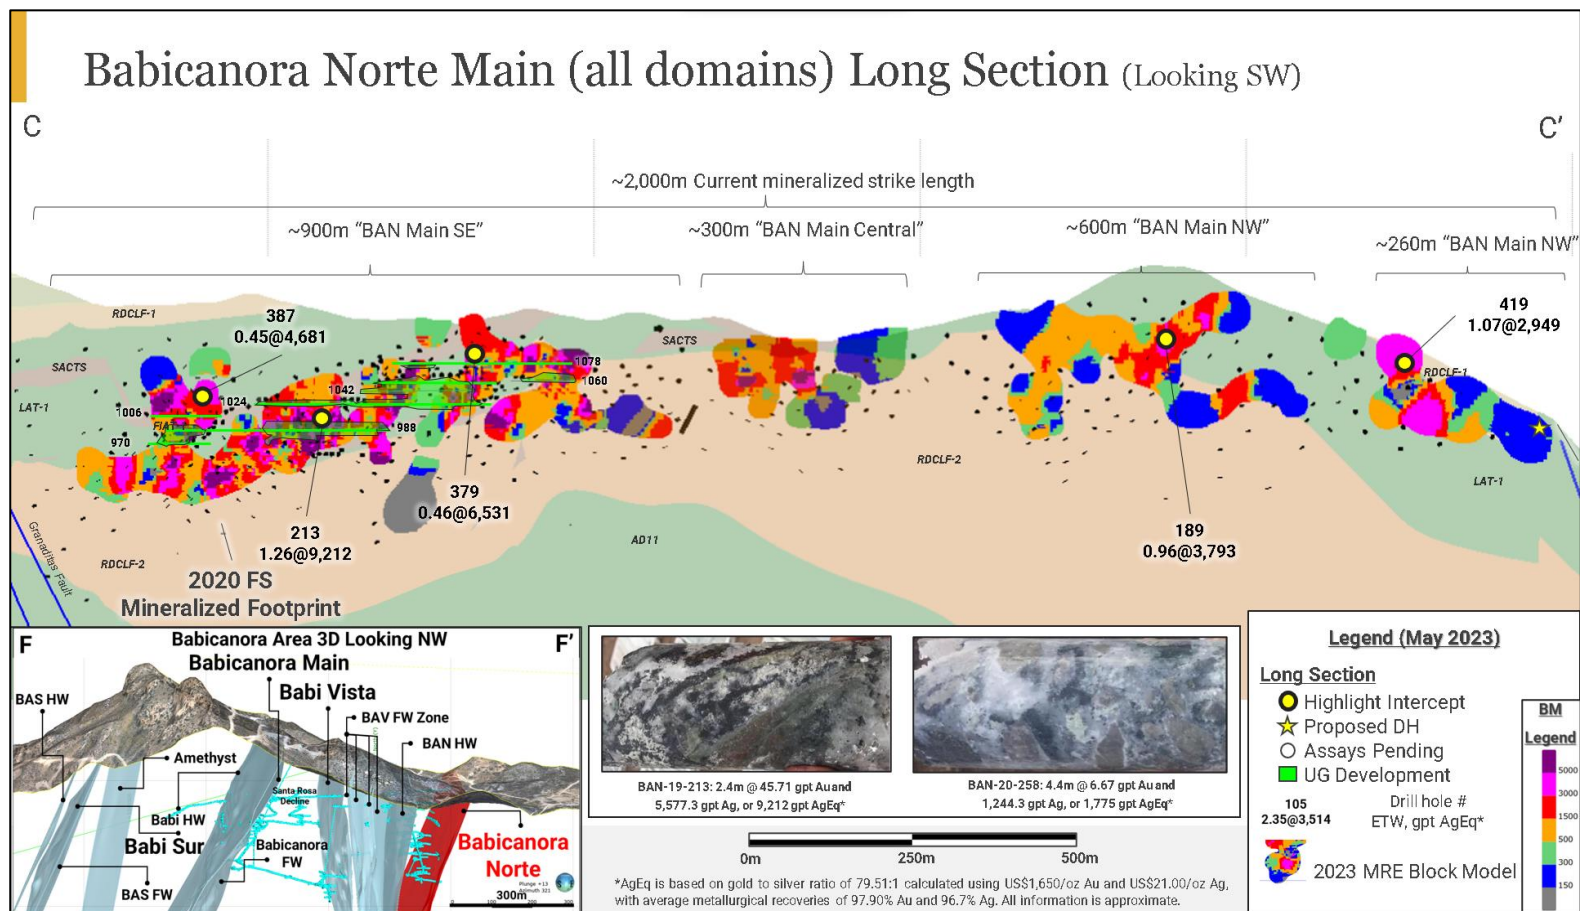 Babicanora Norte Main (all domains) Long Section (Looking SW)
C
C’
~2,000m Current mineralized strike length
~900m “BAN Main SE”
~300m “BAN Main Central”
~600m “BAN Main NW”
~260m “BAN Main NW”
RDCLF-1
387
0.45@4,681
419
1.07@2,949
SACTS
SACTS
RDCLF-1
1078
1060
1042
1024
1006
LAT-1
988
970
RDCLF-2
LAT-1
379
0.46@6,531
213
1.26@9,212
189
0.96@3,793
AD11
Granaditas Fault
RDCLF-2
2020 FS
Mineralized Footprint
F
Babicanora Area 3D Looking NW
F’
Babicanora Main
Babi Vista
BAS HW
BAV FW Zone
BAN HW
Amethyst
Santa Rosa
Decline
Babi HW
Babi Sur
Babicanora
FW
Babicanora
Norte
BAS FW
Plunge +13
Azimuth 321
300m
BAN-19-213: 2.4m @ 45.71 gpt Au and
5,577.3 gpt Ag, or 9,212 gpt AgEq*
BAN-20-258: 4.4m @ 6.67 gpt Au and
1,244.3 gpt Ag, or 1,775 gpt AgEq*
0m
250m
500m
*AgEq is based on gold to silver ratio of 79.51:1 calculated using US$1,650/oz Au and US$21.00/oz Ag,
with average metallurgical recoveries of 97.90% Au and 96.7% Ag. All information is approximate.
Legend (May 2023)
Long Section
Highlight Intercept
Proposed DH
Assays Pending
UG Development
105
2.35@3,514
Drill hole #
ETW, gpt AgEq*
2023 MRE Block Model
BM
Legend
5000
3000
1500
500
300
150